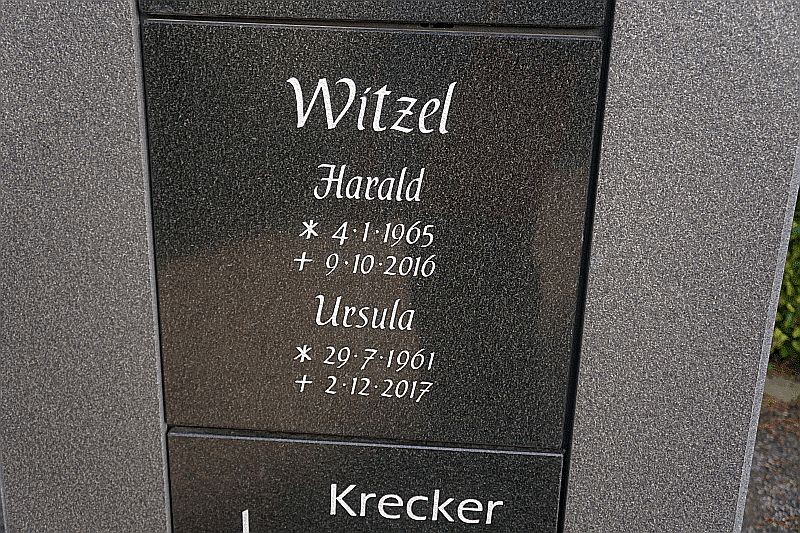 Witzel
Harald
* 4·1·1965
+ 9·10·2016
Ursula
* 29·7·1961
+ 2·12·2017
Krecker